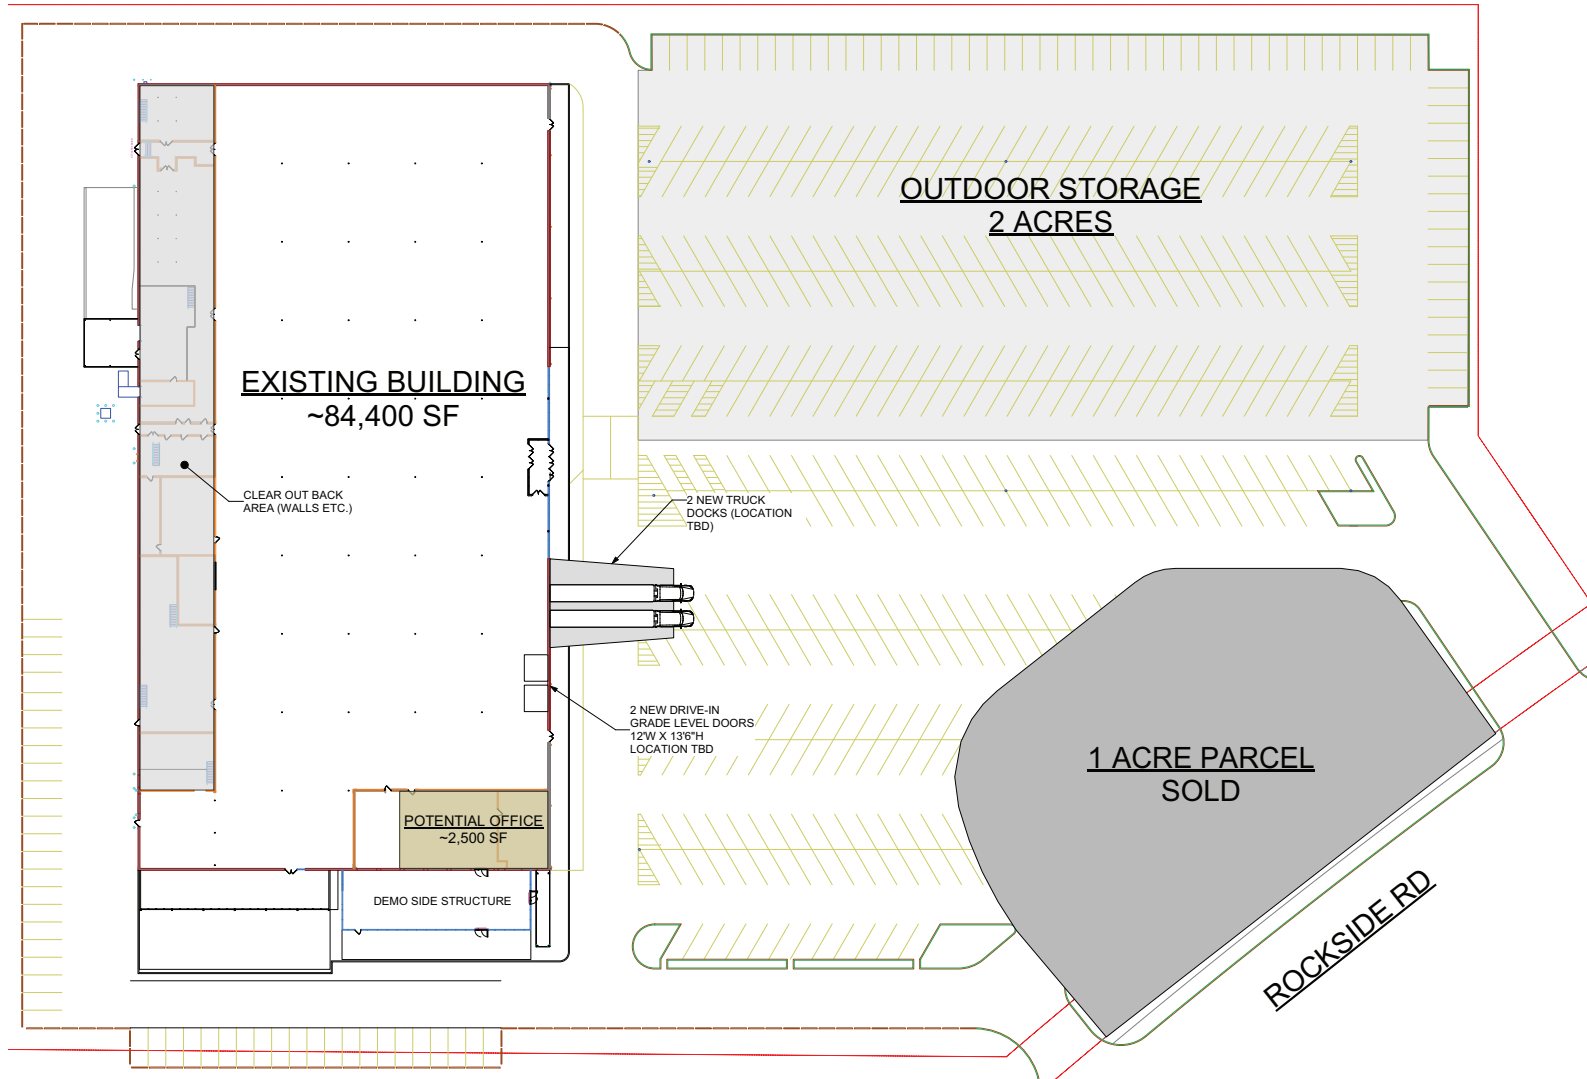 OUTDOOR STORAGE
2 ACRES
EXISTING BUILDING
~84,400 SF
CLEAR OUT BACK
AREA (WALLS ETC.)
2 NEW TRUCK
DOCKS (LOCATION
TBD)
2 NEW DRIVE-IN
GRADE LEVEL DOORS
12'W X 13'6"H
LOCATION TBD
1 ACRE PARCEL
SOLD
POTENTIAL OFFICE
~2,500 SF
DEMO SIDE STRUCTURE
ROCKSIDE RD